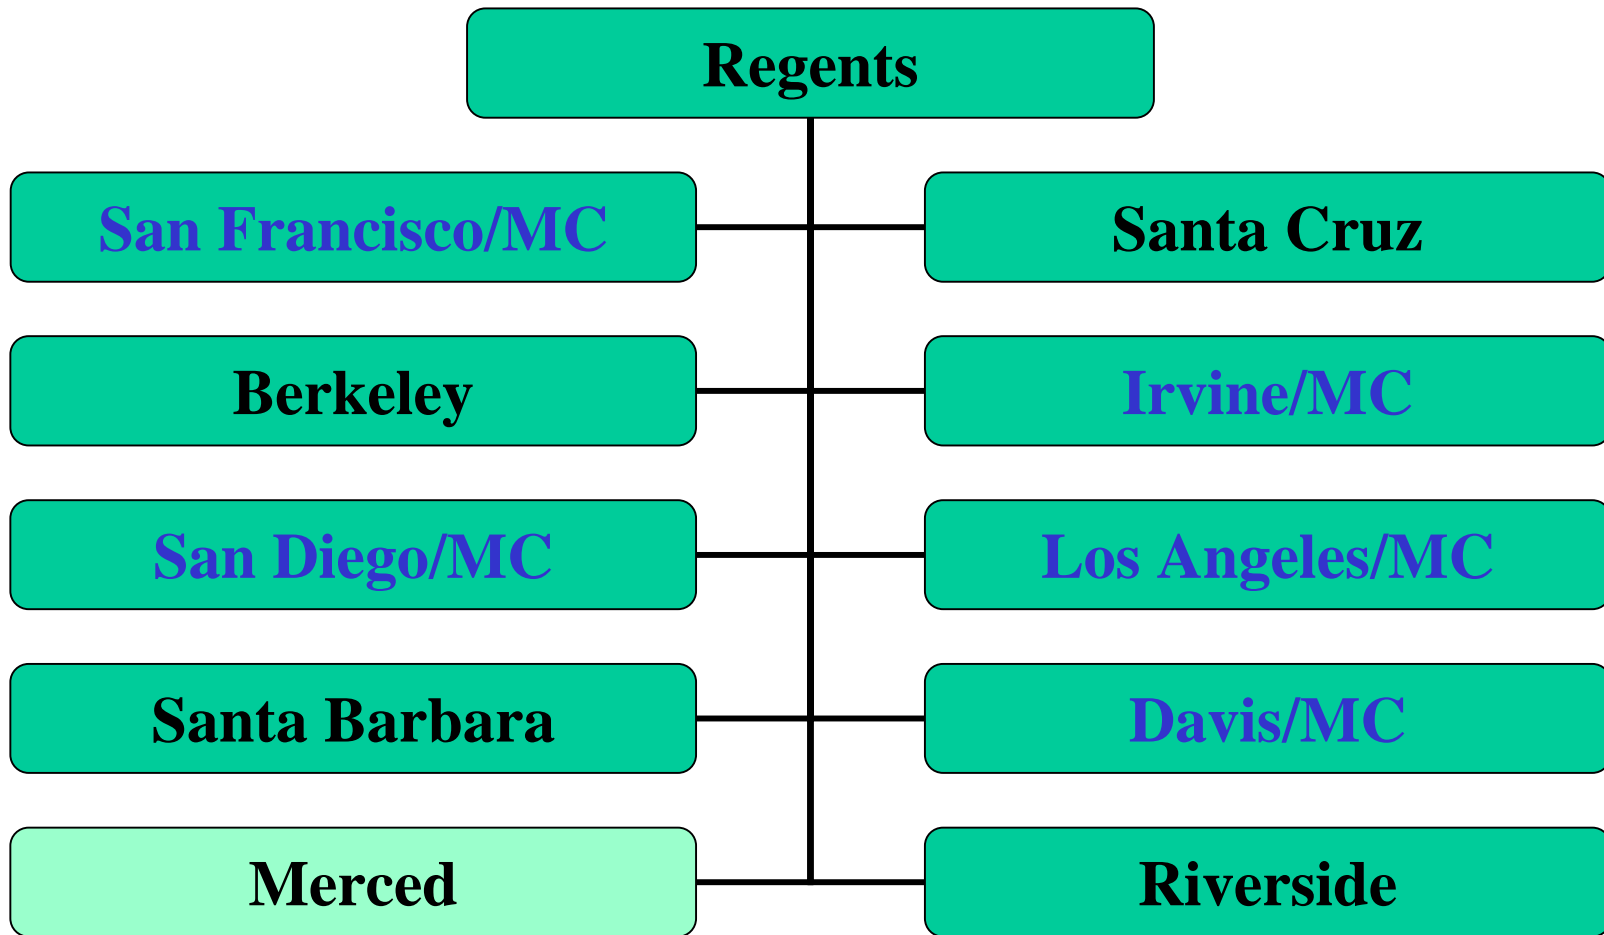 Regents
San Francisco/MC
Santa Cruz
Berkeley
Irvine/MC
San Diego/MC
Los Angeles/MC
Santa Barbara
Davis/MC
Merced
Riverside